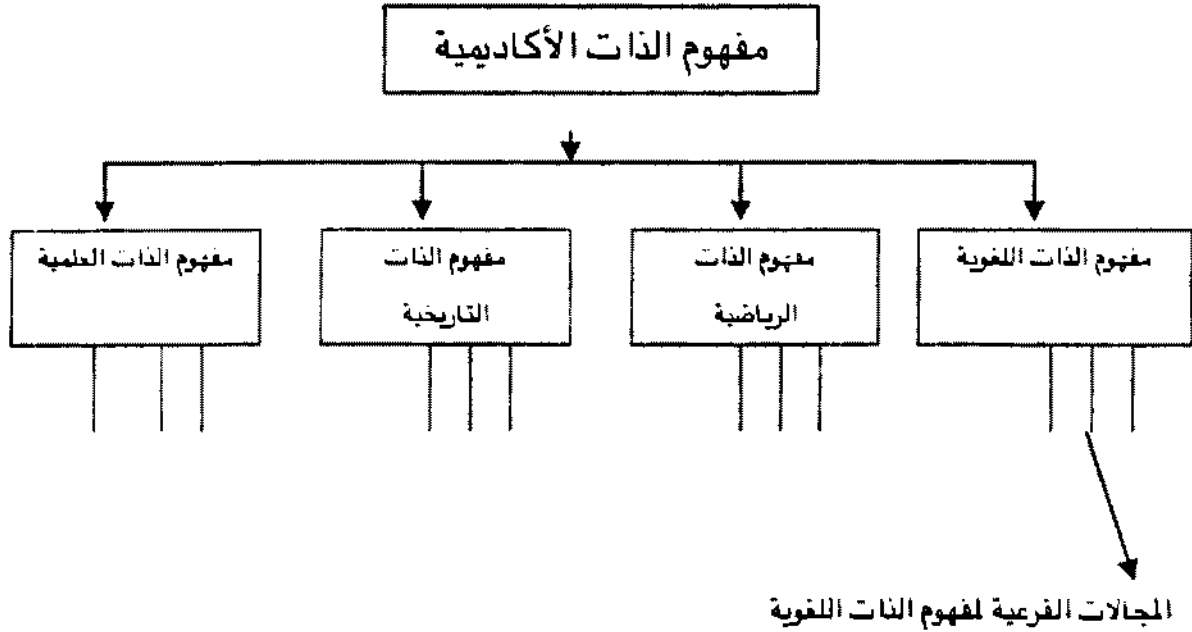 مفهوم الذات الأكاديمية
مفهوم الذات اللغوية
مفهوم الذات
الرياضية
مفهوم الذات
التاريخية
مفهوم الذات العلمية
المجالات الفرعية لمفهوم الذات اللغوية